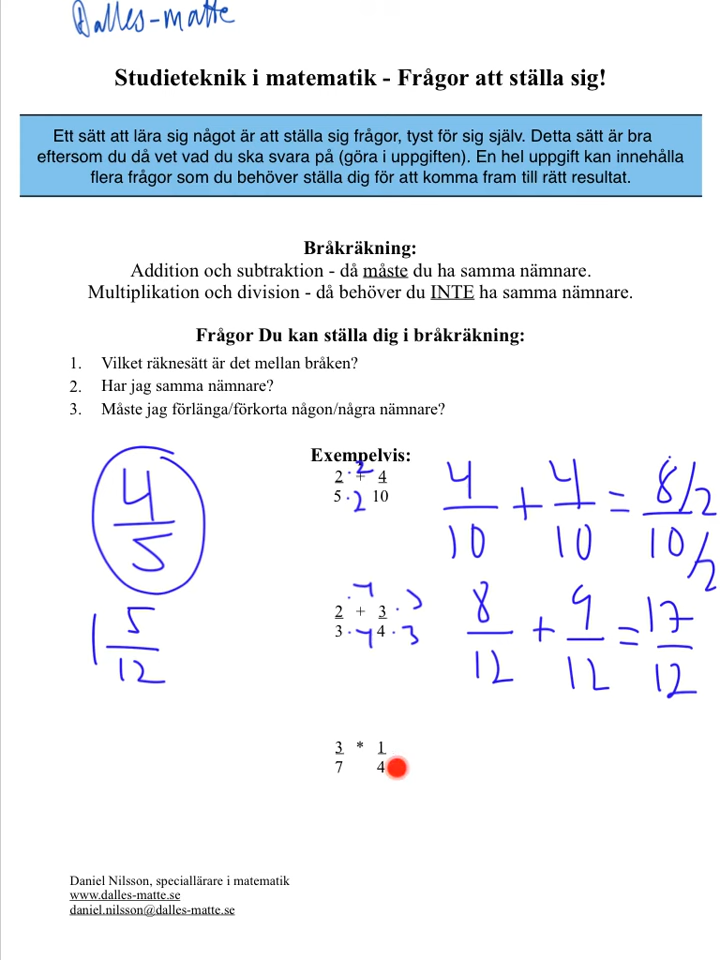 Dalles-matte
Studieteknik i matematik - Frågor att ställa sig!
Ett sätt att lära sig något är att ställa sig frågor, tyst för sig själv. Detta sätt är bra
eftersom du då vet vad du ska svara på (göra i uppgiften). En hel uppgift kan innehålla
flera frågor som du behöver ställa dig för att komma fram till rätt resultat.
Bråkräkning:
Addition och subtraktion - då måste du ha samma nämnare.
Multiplikation och division - då behöver du INTE ha samma nämnare.
Frågor Du kan ställa dig i bråkräkning:
1. Vilket räknesätt är det mellan bråken?
2. Har jag samma nämnare?
3. Måste jag förlänga/förkorta någon/några nämnare?
Exempelvis:
4 2 · 2 + 4 4 + 4 = 8/2
5 5 · 2 10 10 10 10/2
5 2 · 4 + 3 · 3 8 + 9 = 17
1 12 3 · 4 4 · 3 12 12 12
3 * 1
7 4
Daniel Nilsson, speciallärare i matematik
www.dalles-matte.se
daniel.nilsson@dalles-matte.se